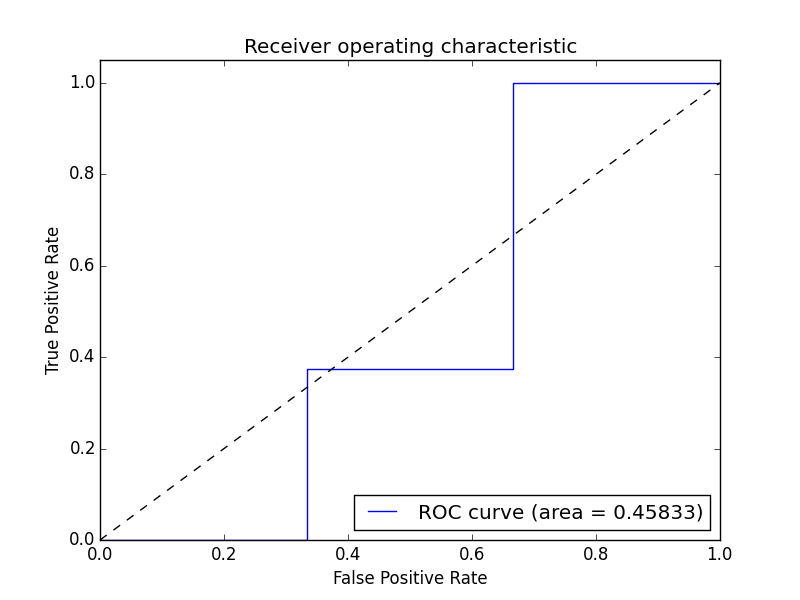 Receiver operating characteristic
1.0
0.8
0.6
0.4
0.2
0.0
True Positive Rate
ROC curve (area = 0.45833)
0.0 0.2 0.4 0.6 0.8 1.0
False Positive Rate